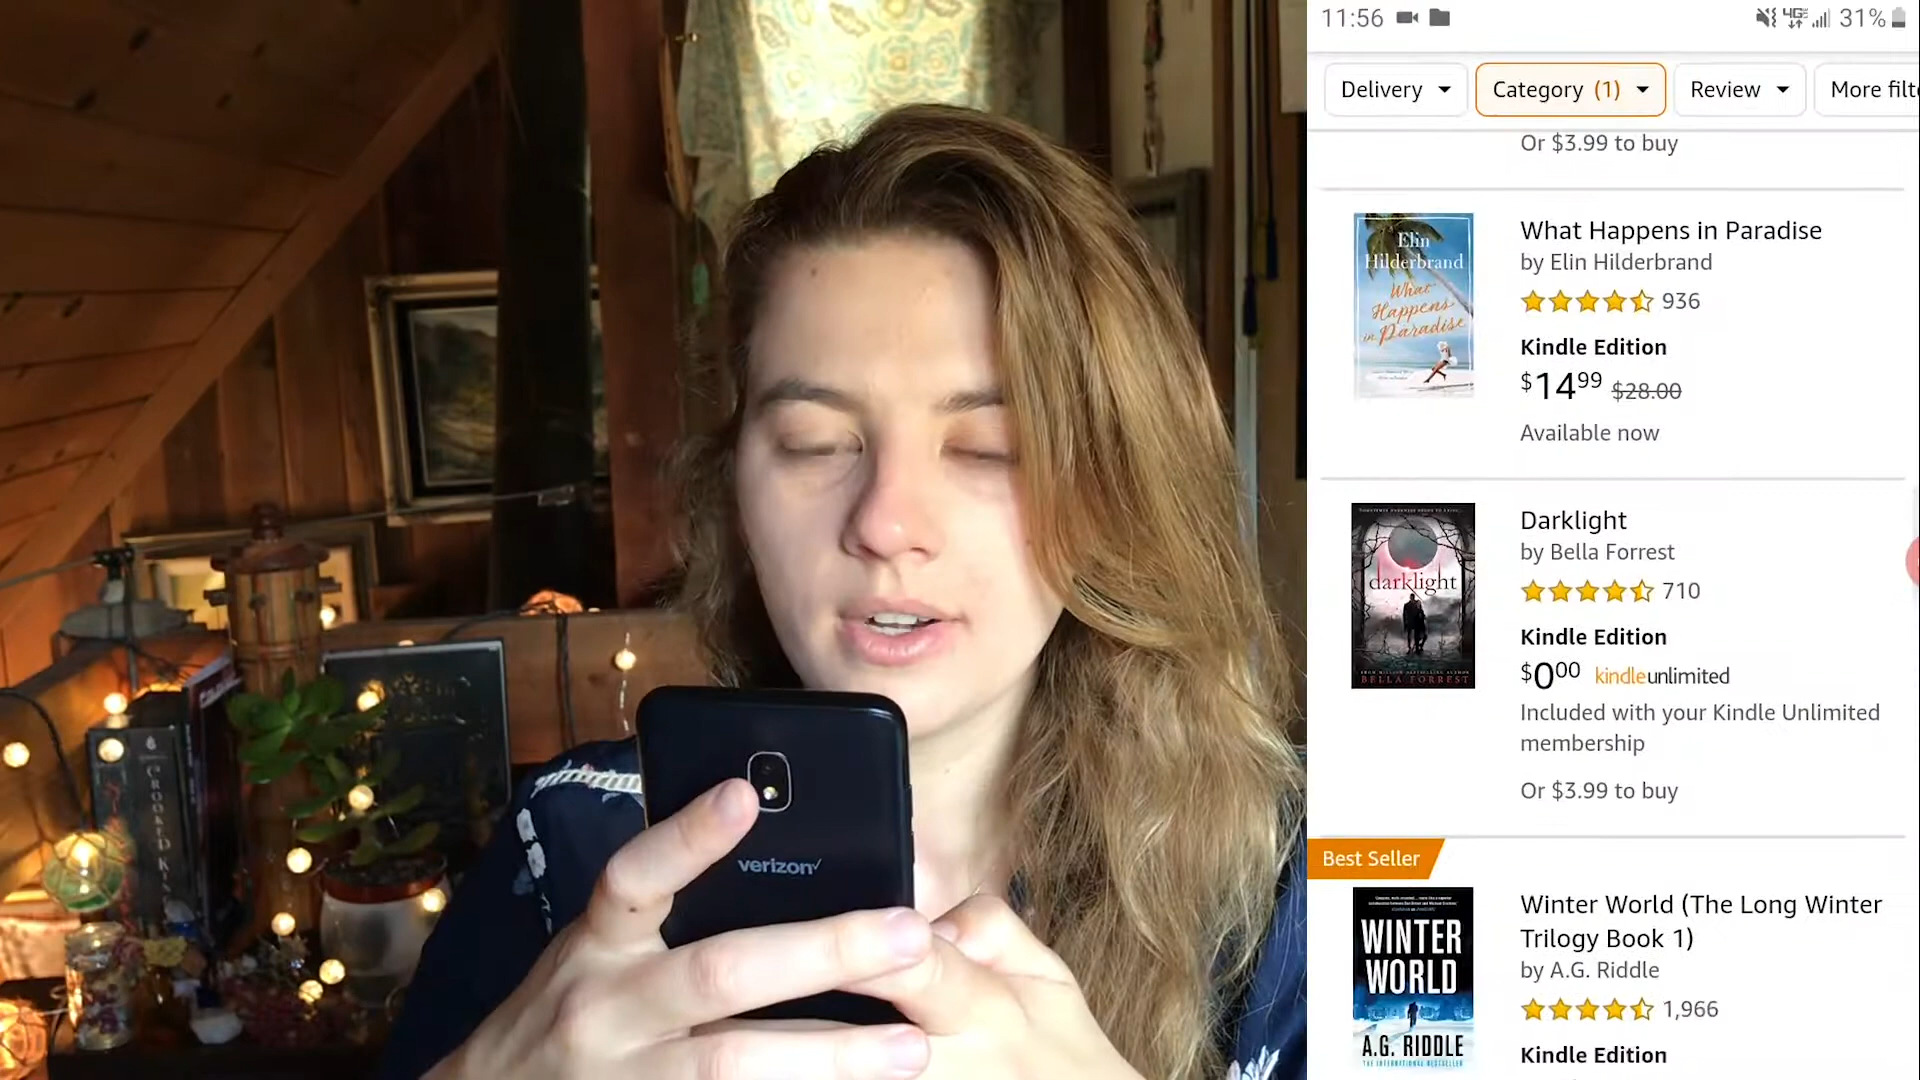 11:56
4G
31%
Delivery
Category (1)
Review
More filt
Or $3.99 to buy
Elin
Hilderbrand
What
Happens
in Paradise
What Happens in Paradise
by Elin Hilderbrand
936
Kindle Edition
$14 99 $28.00
Available now
darklight
BELLA FORREST
Darklight
by Bella Forrest
710
Kindle Edition
$0 00 kindleunlimited
Included with your Kindle Unlimited
membership
Or $3.99 to buy
Best Seller
WINTER
WORLD
A.G. RIDDLE
Winter World (The Long Winter
Trilogy Book 1)
by A.G. Riddle
1,966
Kindle Edition
verizon
CROOKED K